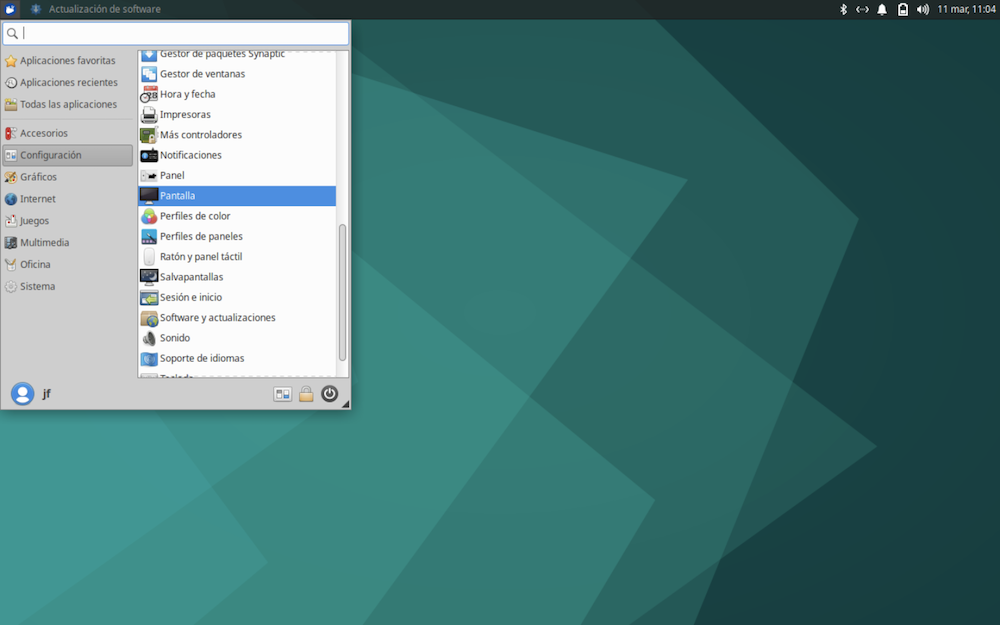 Actualización de software
11 mar, 11:04
Aplicaciones favoritas
Aplicaciones recientes
Todas las aplicaciones
Accesorios
Configuración
Gráficos
Internet
Juegos
Multimedia
Oficina
Sistema
Gestor de paquetes Synaptic
Gestor de ventanas
Hora y fecha
Impresoras
Más controladores
Notificaciones
Panel
Pantalla
Perfiles de color
Perfiles de paneles
Ratón y panel táctil
Salvapantallas
Sesión e inicio
Software y actualizaciones
Sonido
Soporte de idiomas
Teclado
jf